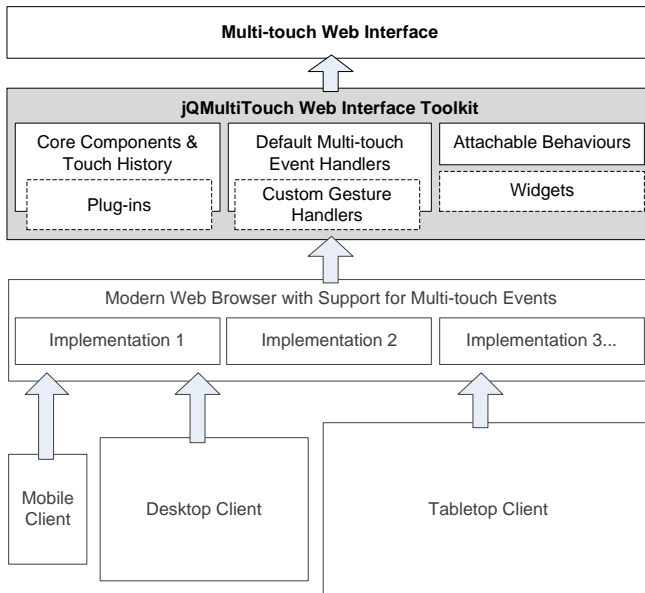 Multi-touch Web Interface
jQMultiTouch Web Interface Toolkit
Core Components &
Touch History
Plug-ins
Default Multi-touch
Event Handlers
Custom Gesture
Handlers
Attachable Behaviours
Widgets
Modern Web Browser with Support for Multi-touch Events
Implementation 1
Implementation 2
Implementation 3...
Mobile
Client
Desktop Client
Tabletop Client